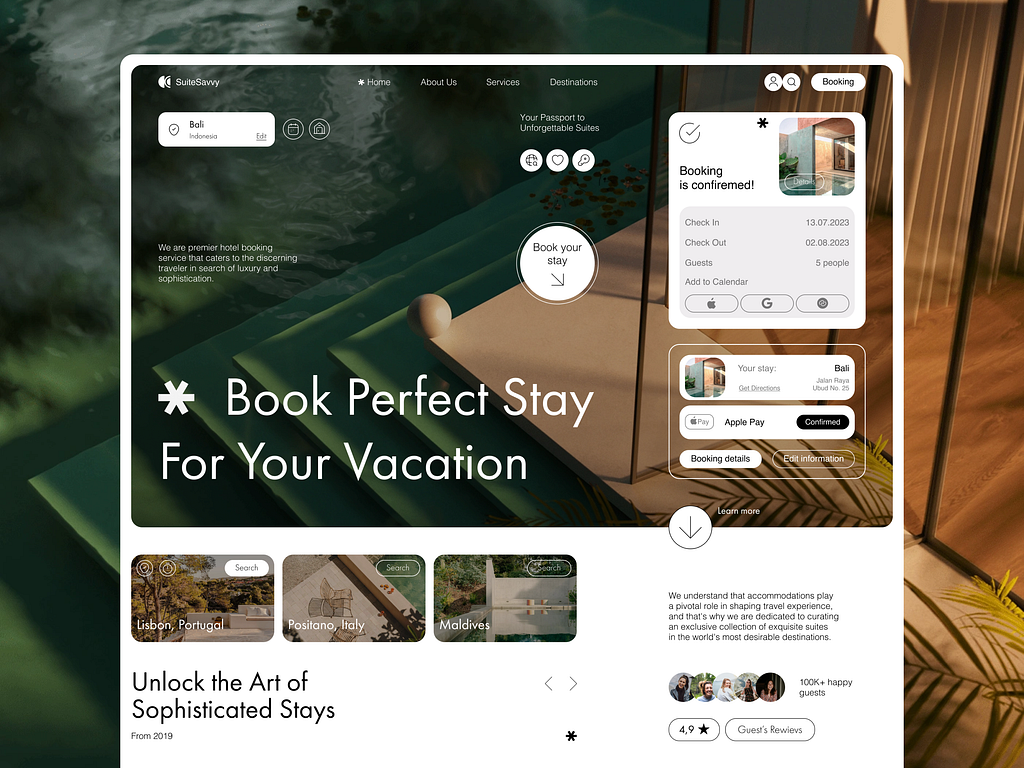 SuiteSavvy
Home
About Us
Services
Destinations
Booking
Bali
Indonesia
Edit
Your Passport to
Unforgettable Suites
Booking
is confiremed!
Details
Check In
13.07.2023
Check Out
02.08.2023
Guests
5 people
Add to Calendar
G
We are premier hotel booking
service that caters to the discerning
traveler in search of luxury and
sophistication.
Book your
stay
Your stay:
Bali
Get Directions
Jalan Raya
Ubud No. 25
Pay
Apple Pay
Confirmed
Booking details
Edit information
Book Perfect Stay
For Your Vacation
Learn more
Search
Lisbon, Portugal
Search
Positano, Italy
Search
Maldives
We understand that accommodations play
a pivotal role in shaping travel experience,
and that's why we are dedicated to curating
an exclusive collection of exquisite suites
in the world's most desirable destinations.
Unlock the Art of
Sophisticated Stays
From 2019
100K+ happy
guests
4,9 ★
Guest's Rewievs